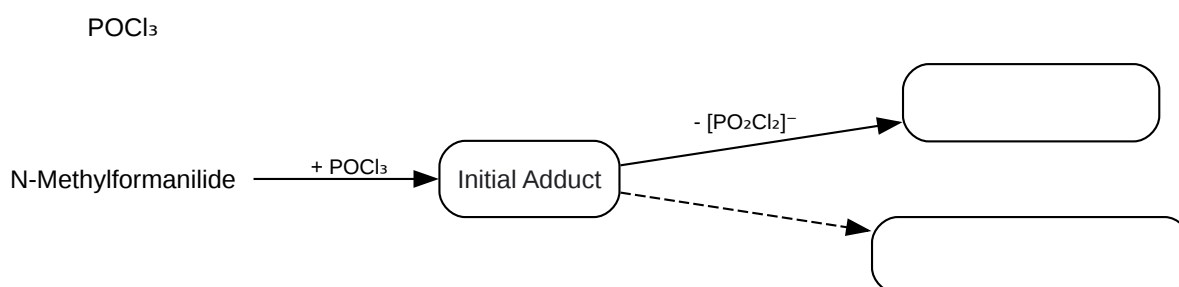 POCl₃
- [PO₂Cl₂]⁻
+ POCl₃
N-Methylformanilide
Initial Adduct